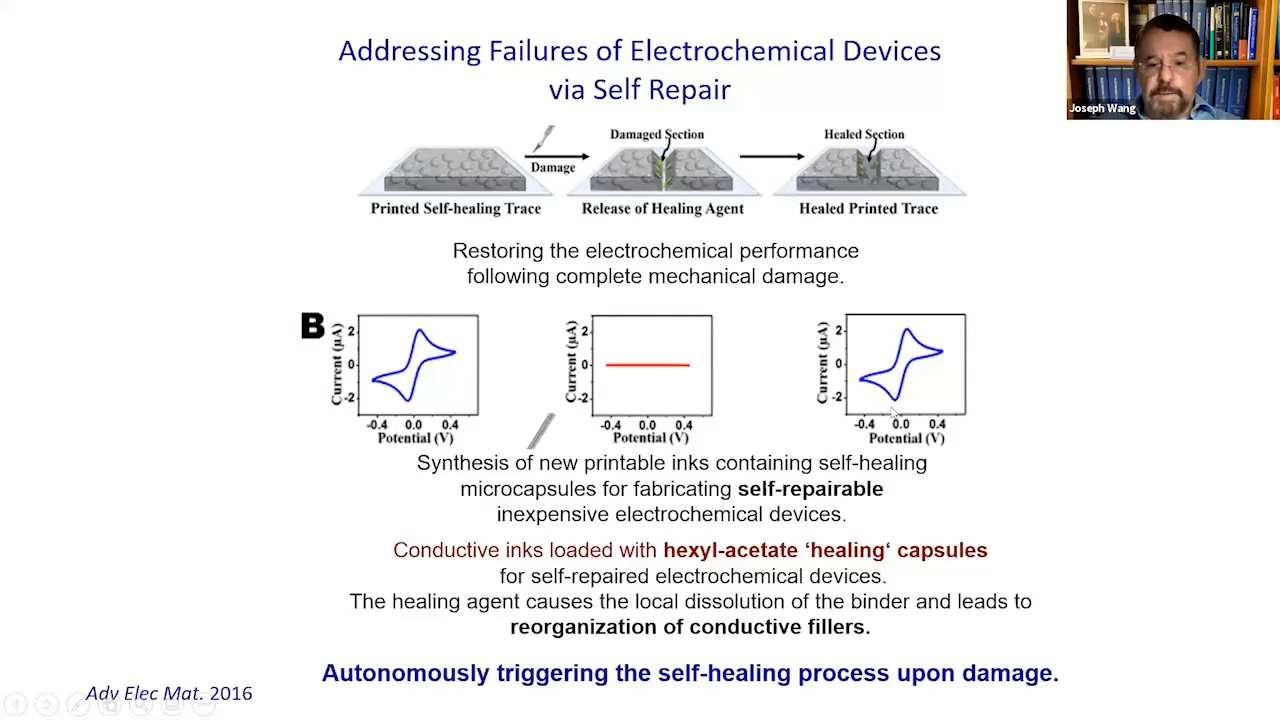 Addressing Failures of Electrochemical Devices
via Self Repair
Joseph Wang
Damaged Section
Healed Section
Damage
Printed Self-healing Trace
Release of Healing Agent
Healed Printed Trace
Restoring the electrochemical performance
following complete mechanical damage.
B
Current (μA)
2
0
-2
-0.4 0.0 0.4
Potential (V)
Current (μA)
2
0
-2
-0.4 0.0 0.4
Potential (V)
Current (μA)
2
0
-2
-0.4 0.0 0.4
Potential (V)
Synthesis of new printable inks containing self-healing
microcapsules for fabricating self-repairable
inexpensive electrochemical devices.
Conductive inks loaded with hexyl-acetate ‘healing‘ capsules
for self-repaired electrochemical devices.
The healing agent causes the local dissolution of the binder and leads to
reorganization of conductive fillers.
Autonomously triggering the self-healing process upon damage.
Adv Elec Mat. 2016